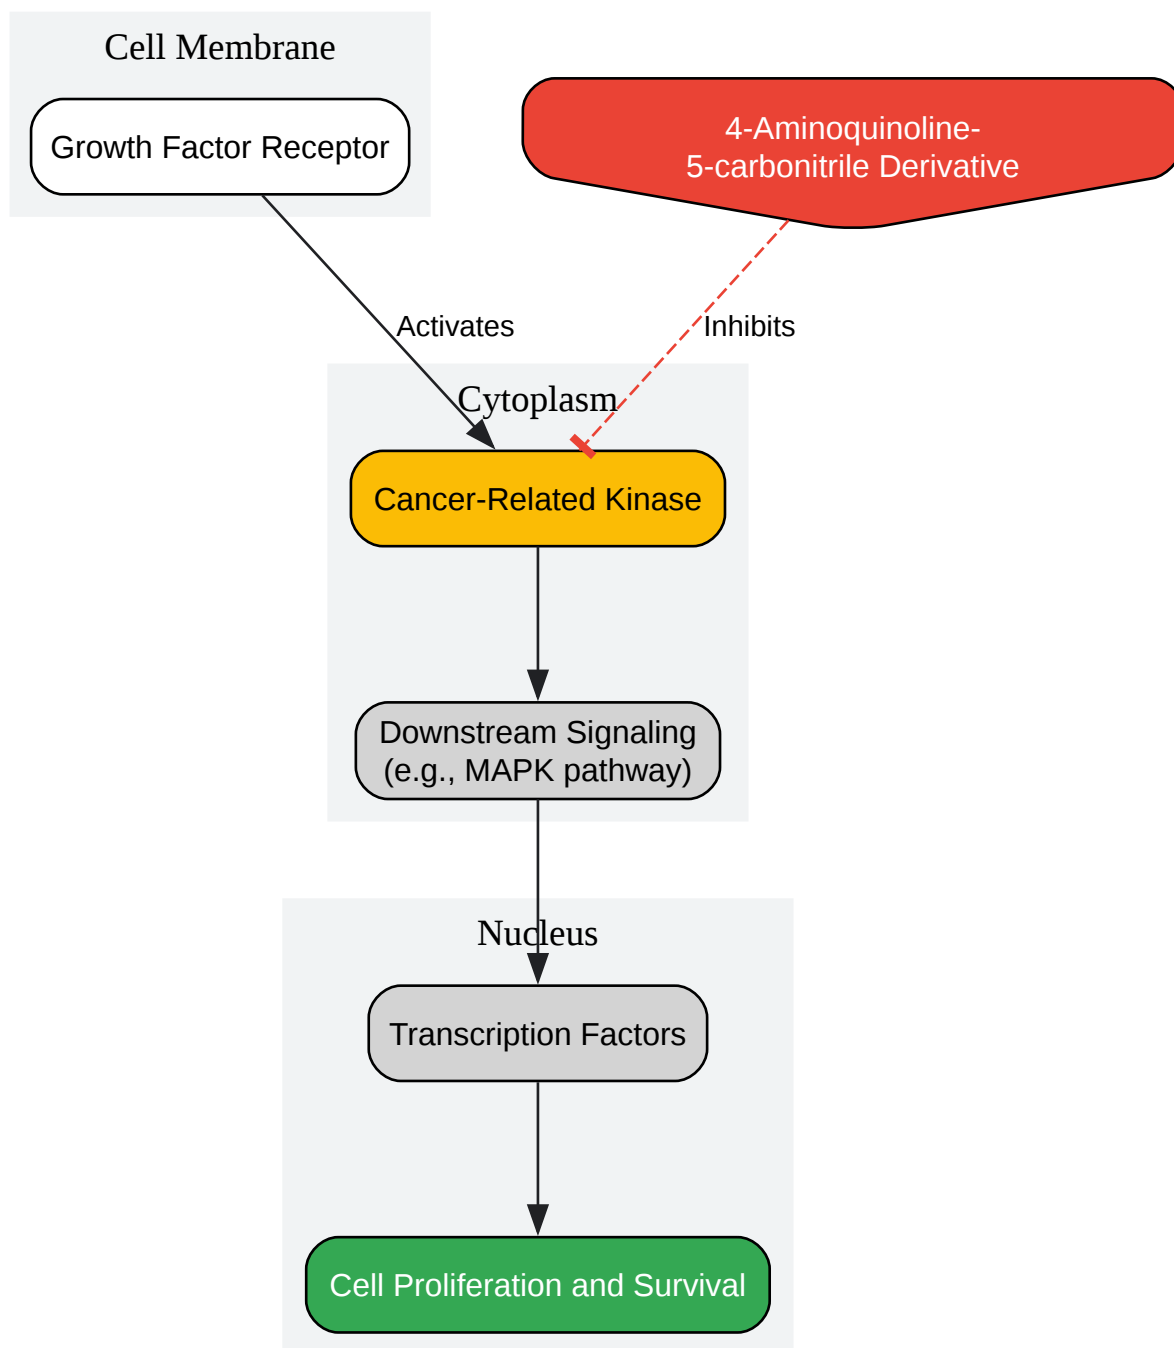 Cell Membrane
Growth Factor Receptor
4-Aminoquinoline-
5-carbonitrile Derivative
Activates
Inhibits
Cytoplasm
Cancer-Related Kinase
Downstream Signaling
(e.g., MAPK pathway)
Nucleus
Transcription Factors
Cell Proliferation and Survival